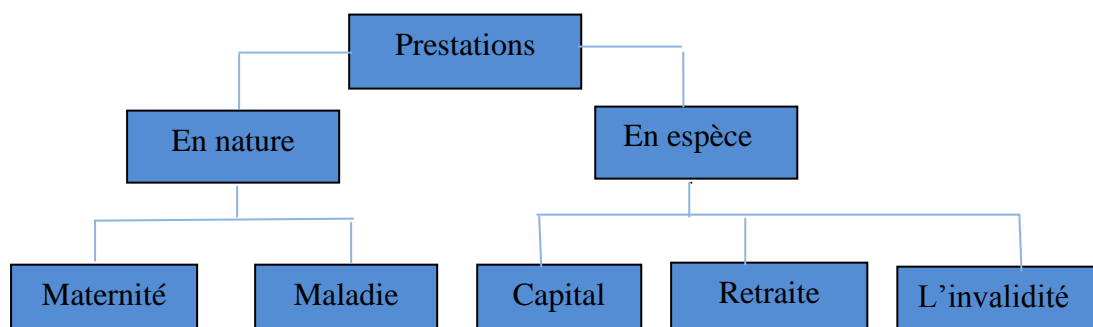 Prestations
En nature
En espèce
Maternité
Maladie
Capital
Retraite
L'invalidité